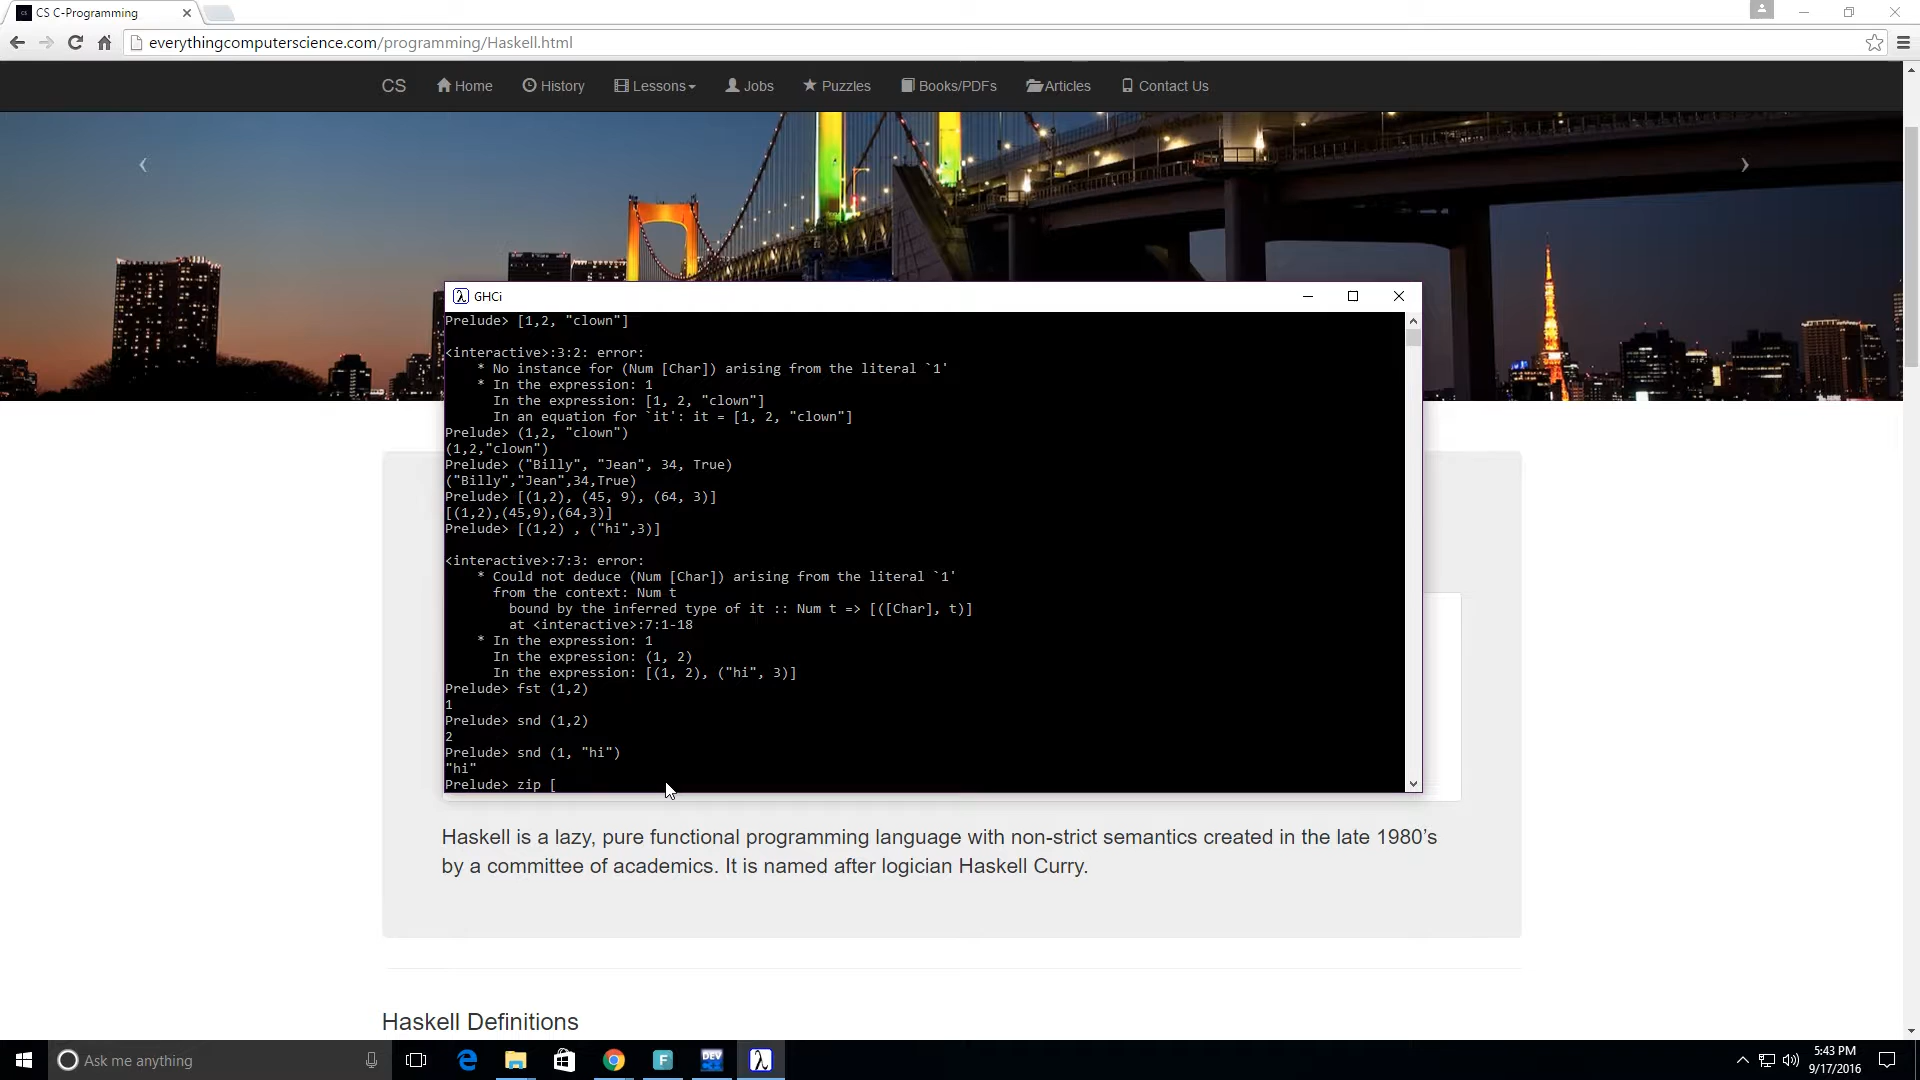 CS C-Programming
everythingcomputerscience.com/programming/Haskell.html
CS Home History Lessons Jobs Puzzles Books/PDFs Articles Contact Us
GHCi
Prelude> [1,2, "clown"]
<interactive>:3:2: error:
* No instance for (Num [Char]) arising from the literal `1'
* In the expression: 1
In the expression: [1, 2, "clown"]
In an equation for `it': it = [1, 2, "clown"]
Prelude> (1,2, "clown")
(1,2,"clown")
Prelude> ("Billy", "Jean", 34, True)
("Billy","Jean",34,True)
Prelude> [(1,2), (45, 9), (64, 3)]
[(1,2),(45,9),(64,3)]
Prelude> [(1,2) , ("hi",3)]
<interactive>:7:3: error:
* Could not deduce (Num [Char]) arising from the literal `1'
from the context: Num t
bound by the inferred type of it :: Num t => [([Char], t)]
at <interactive>:7:1-18
* In the expression: 1
In the expression: (1, 2)
In the expression: [(1, 2), ("hi", 3)]
Prelude> fst (1,2)
1
Prelude> snd (1,2)
2
Prelude> snd (1, "hi")
"hi"
Prelude> zip [
Haskell is a lazy, pure functional programming language with non-strict semantics created in the late 1980’s
by a committee of academics. It is named after logician Haskell Curry.
Haskell Definitions
Ask me anything
DEV
5:43 PM
9/17/2016